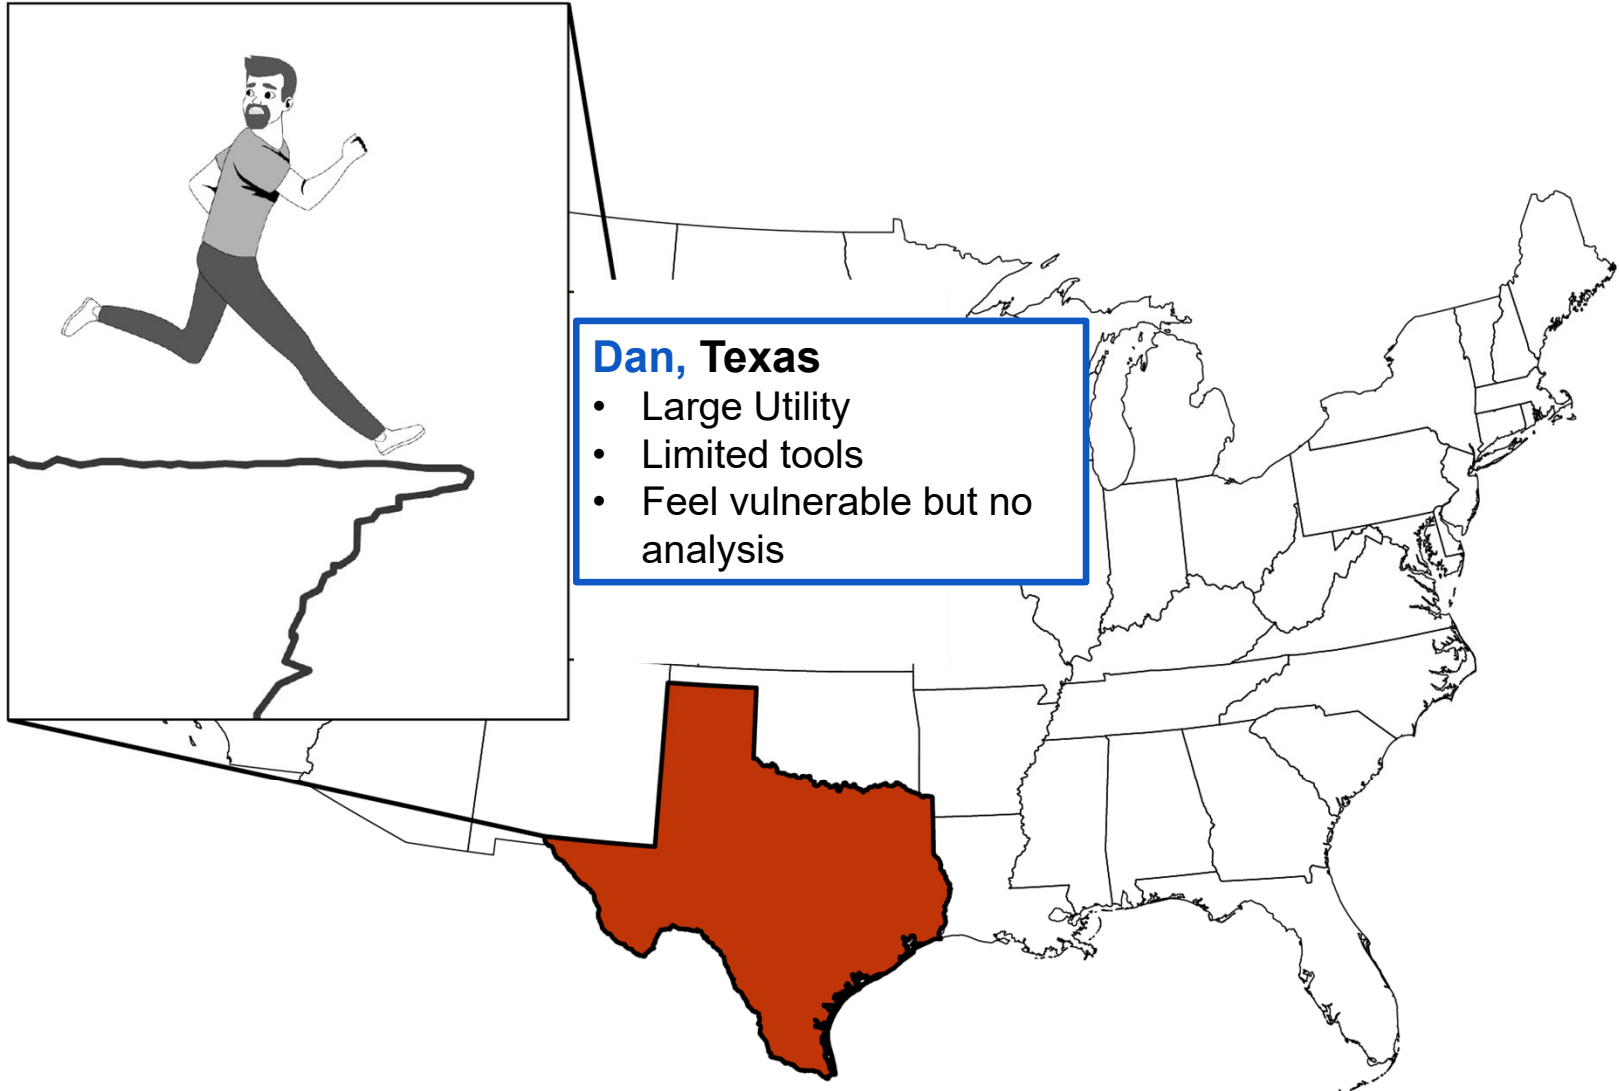 Dan, Texas
• Large Utility
• Limited tools
• Feel vulnerable but no
analysis